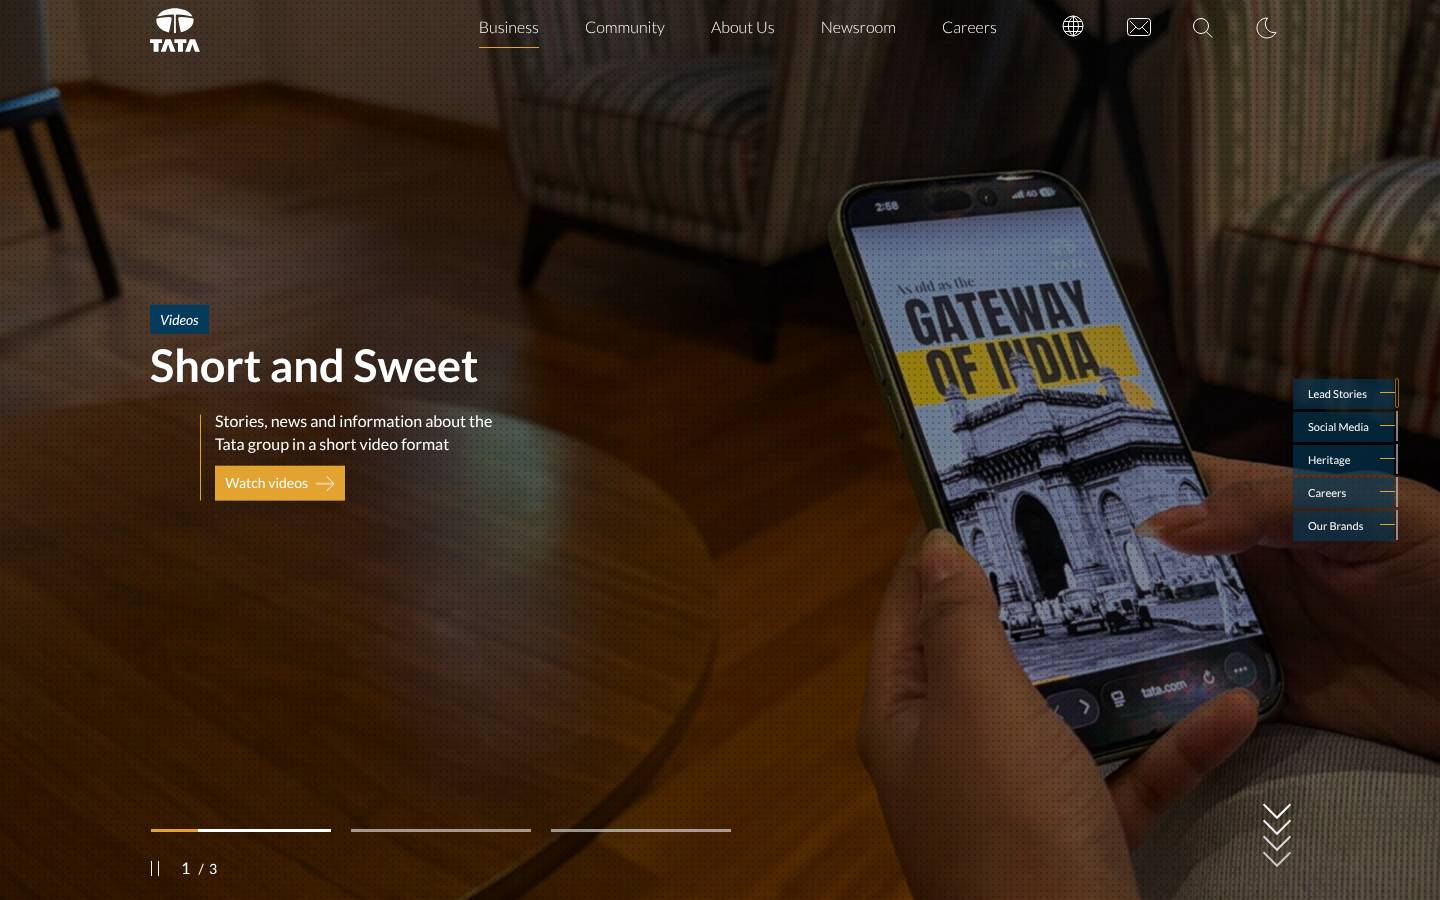 TATA
Business
Community
About Us
Newsroom
Careers
Videos
Short and Sweet
Stories, news and information about the
Tata group in a short video format
Watch videos
2:58
4G
TATA
As old as the
GATEWAY
OF INDIA
tata.com
Lead Stories
Social Media
Heritage
Careers
Our Brands
1 / 3